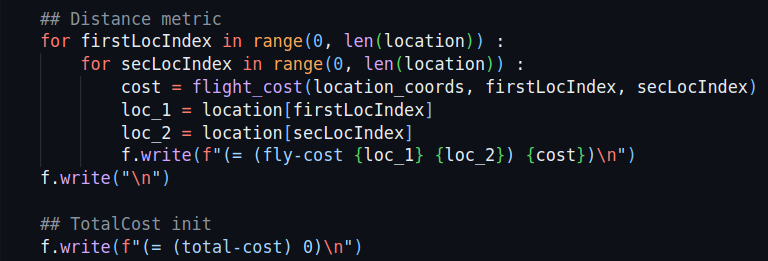 ## Distance metric
for firstLocIndex in range(0, len(location)) :
    for secLocIndex in range(0, len(location)) :
        cost = flight_cost(location_coords, firstLocIndex, secLocIndex)
        loc_1 = location[firstLocIndex]
        loc_2 = location[secLocIndex]
        f.write(f"(= (fly-cost {loc_1} {loc_2}) {cost})\n")
f.write("\n")

## TotalCost init
f.write(f"(= (total-cost) 0)\n")